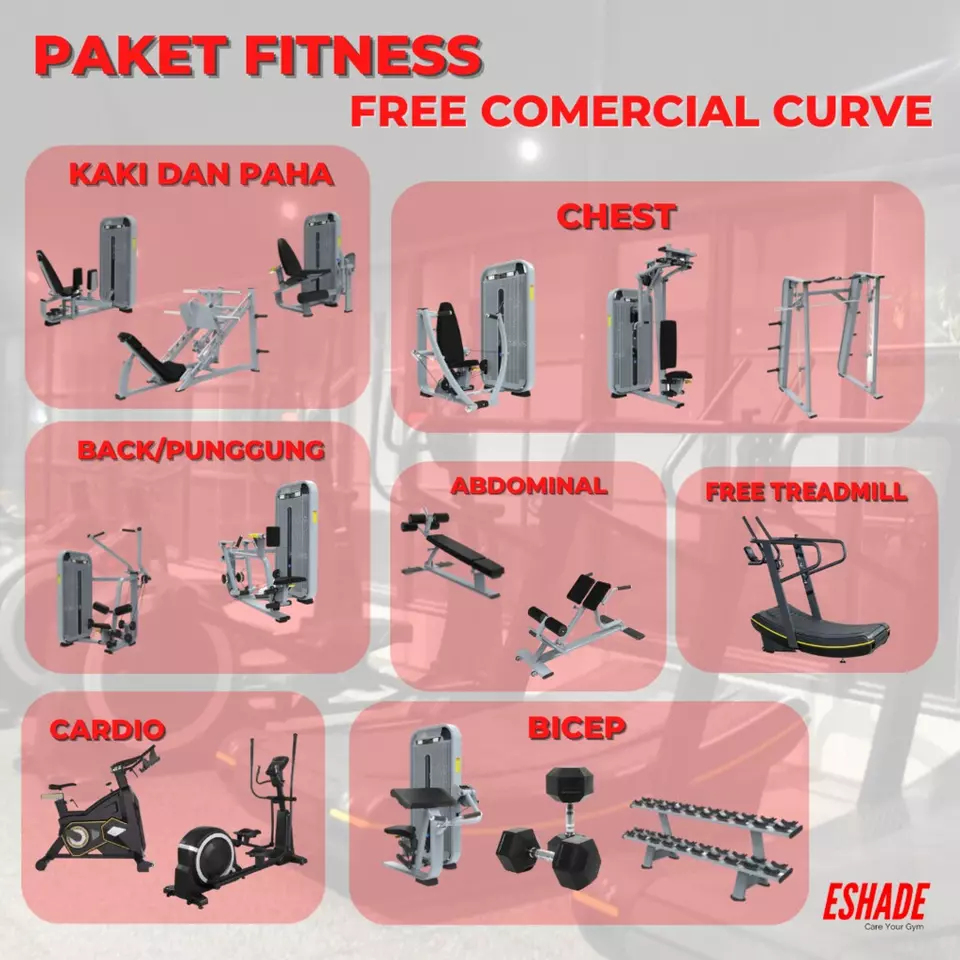 PAKET FITNESS
FREE COMERCIAL CURVE
KAKI DAN PAHA
CHEST
BACK/PUNGGUNG
ABDOMINAL
FREE TREADMILL
CARDIO
BICEP
ESHADE
Care Your Gym